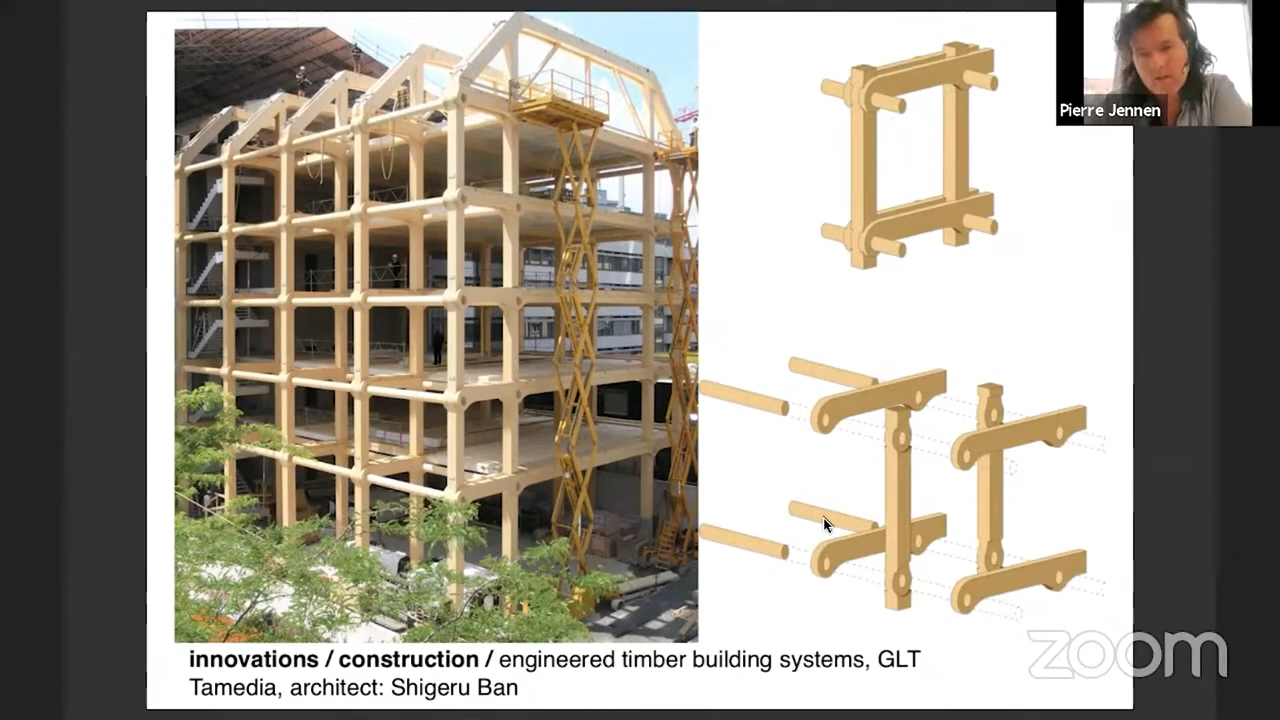 Pierre Jennen
zoom
innovations / construction / engineered timber building systems, GLT
Tamedia, architect: Shigeru Ban